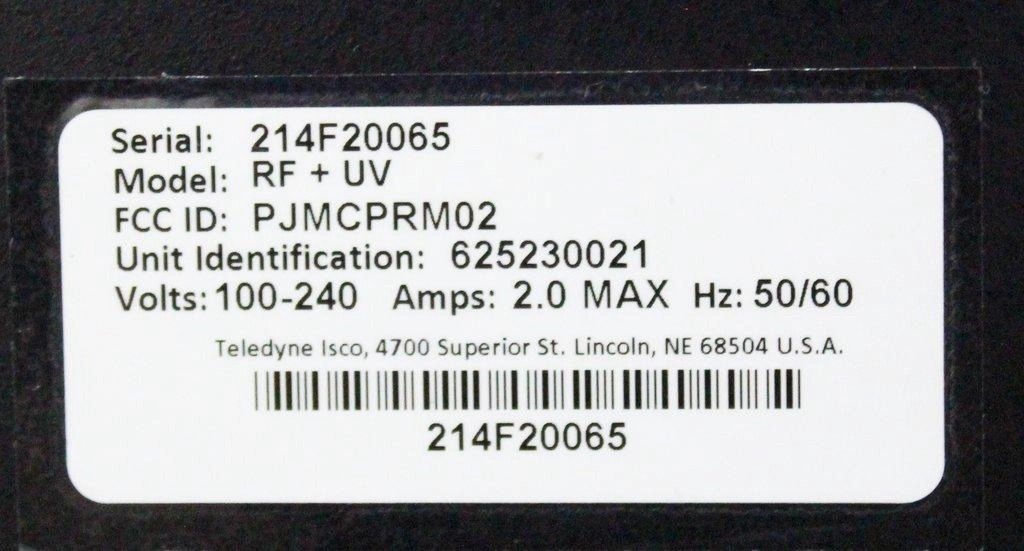 Serial: 214F20065
Model: RF + UV
FCC ID: PJMCPRM02
Unit Identification: 625230021
Volts: 100-240 Amps: 2.0 MAX Hz: 50/60
Teledyne Isco, 4700 Superior St. Lincoln, NE 68504 U.S.A.
214F20065